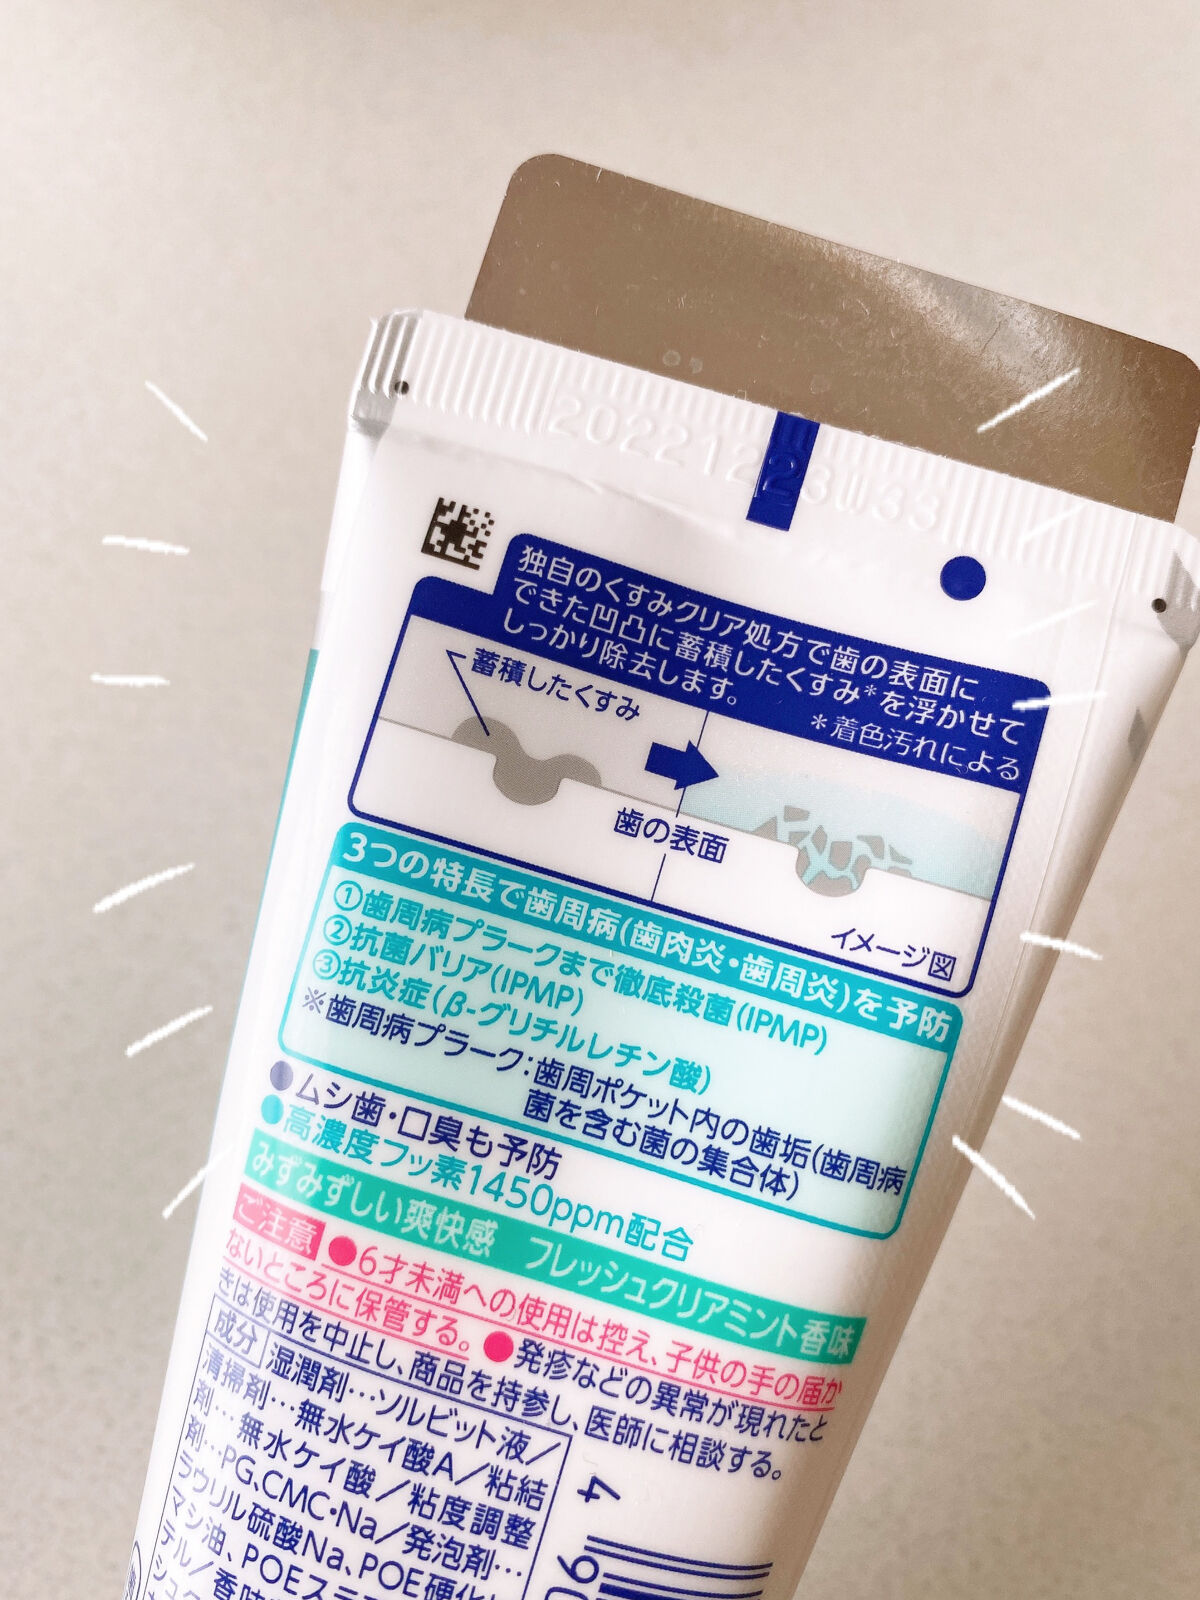 20221223W33
独自のくすみクリア処方で歯の表面に
できた凹凸に蓄積したくすみ*を浮かせて
しっかり除去します。
*着色汚れによる
蓄積したくすみ
歯の表面
イメージ図
3つの特長で歯周病(歯肉炎・歯周炎)を予防
①歯周病プラークまで徹底殺菌(IPMP)
②抗菌バリア(IPMP)
③抗炎症(β-グリチルレチン酸)
※歯周病プラーク:歯周ポケット内の歯垢(歯周病
菌を含む菌の集合体)
●ムシ歯・口臭も予防
●高濃度フッ素1450ppm配合
みずみずしい爽快感 フレッシュクリアミント香味
ご注意 ●6才未満への使用は控え、子供の手の届か
ないところに保管する。●発疹などの異常が現れたと
きは使用を中止し、商品を持参し、医師に相談する。
成分 湿潤剤…ソルビット液/
清掃剤…無水ケイ酸A/粘結
剤…無水ケイ酸/粘度調整
剤…PG、CMC・Na/発泡剤…
ラウリル硫酸Na、POE硬化ヒ
マシ油、POEステ
テル/香味
4